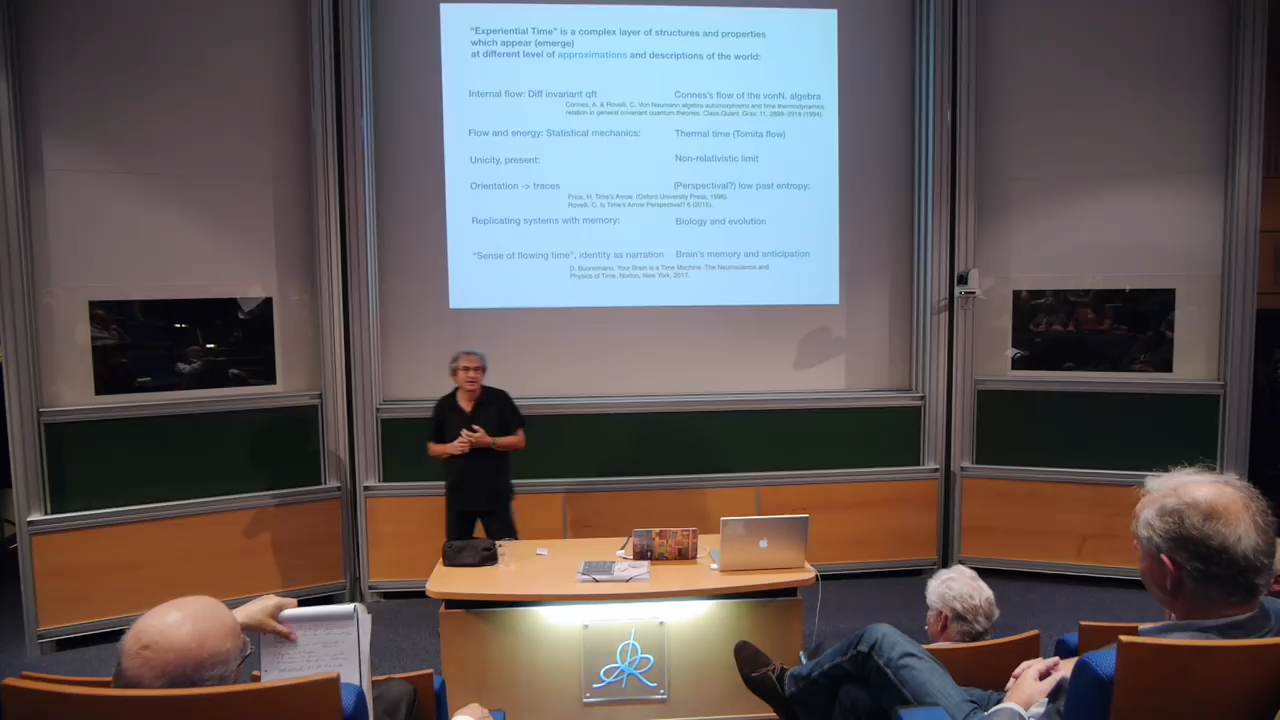 “Experiential Time” is a complex layer of structures and properties
which appear (emerge)
at different level of approximations and descriptions of the world:
Internal flow: Diff invariant qft
Connes's flow of the vonN. algebra
Connes, A. & Rovelli, C. Von Neumann algebra automorphisms and time thermodynamics
relation in general covariant quantum theories. Class.Quant. Grav. 11, 2899–2918 (1994).
Flow and energy: Statistical mechanics:
Thermal time (Tomita flow)
Unicity, present:
Non-relativistic limit
Orientation -> traces
(Perspectival?) low past entropy:
Price, H. Time's Arrow. (Oxford University Press, 1996).
Rovelli, C. Is Time's Arrow Perspectival? 6 (2015).
Replicating systems with memory:
Biology and evolution
“Sense of flowing time”, identity as narration
Brain's memory and anticipation
D. Buonomano, Your Brain is a Time Machine: The Neuroscience and
Physics of Time, Norton, New York, 2017.